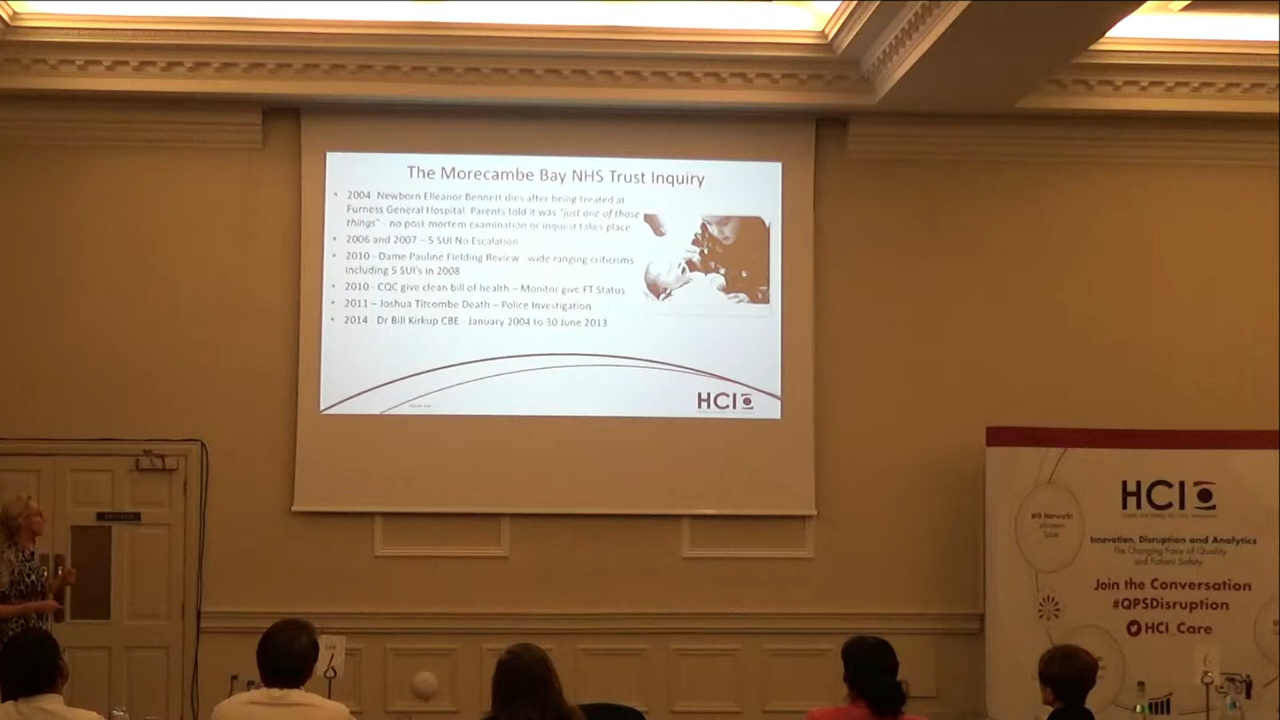 The Morecambe Bay NHS Trust Inquiry
• 2004 - Newborn Elleanor Bennett dies after being treated at
Furness General Hospital. Parents told it was "just one of those
things" - no post-mortem examination or inquest takes place
• 2006 and 2007 – 5 SUI No Escalation
• 2010 - Dame Pauline Fielding Review - wide ranging criticisms
including 5 SUI's in 2008
• 2010 - CQC give clean bill of health – Monitor give FT Status
• 2011 – Joshua Titcombe Death – Police Investigation
• 2014 - Dr Bill Kirkup CBE - January 2004 to 30 June 2013
HCI
HCI
Innovation, Disruption and Analytics
The Changing Face of Quality
and Patient Safety
Join the Conversation
#QPSDisruption
HCI_Care